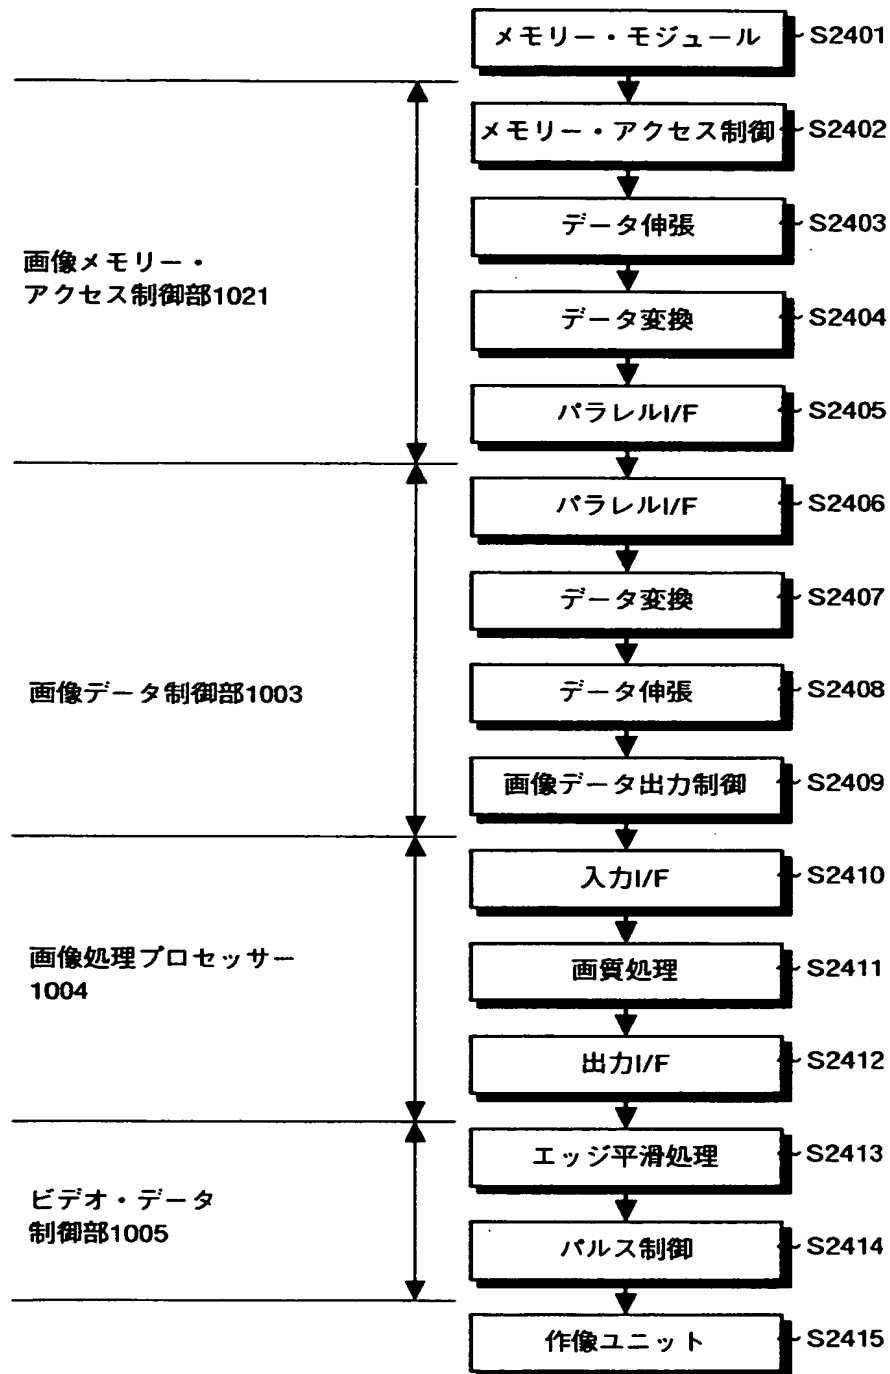 メモリー・モジュール S2401
メモリー・アクセス制御 S2402
データ伸張 S2403
画像メモリー・
アクセス制御部1021
データ変換 S2404
パラレルI/F S2405
パラレルI/F S2406
データ変換 S2407
画像データ制御部1003
データ伸張 S2408
画像データ出力制御 S2409
入力I/F S2410
画像処理プロセッサー
1004
画質処理 S2411
出力I/F S2412
エッジ平滑処理 S2413
ビデオ・データ
制御部1005
パルス制御 S2414
作像ユニット S2415